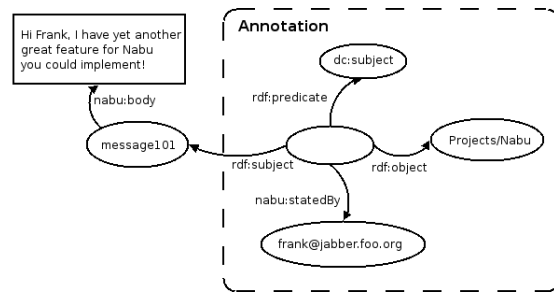 Annotation
Hi Frank, I have yet another
great feature for Nabu
you could implement!
dc:subject
nabu:body
rdf:predicate
message101
Projects/Nabu
rdf:subject
rdf:object
nabu:statedBy
frank@jabber.foo.org